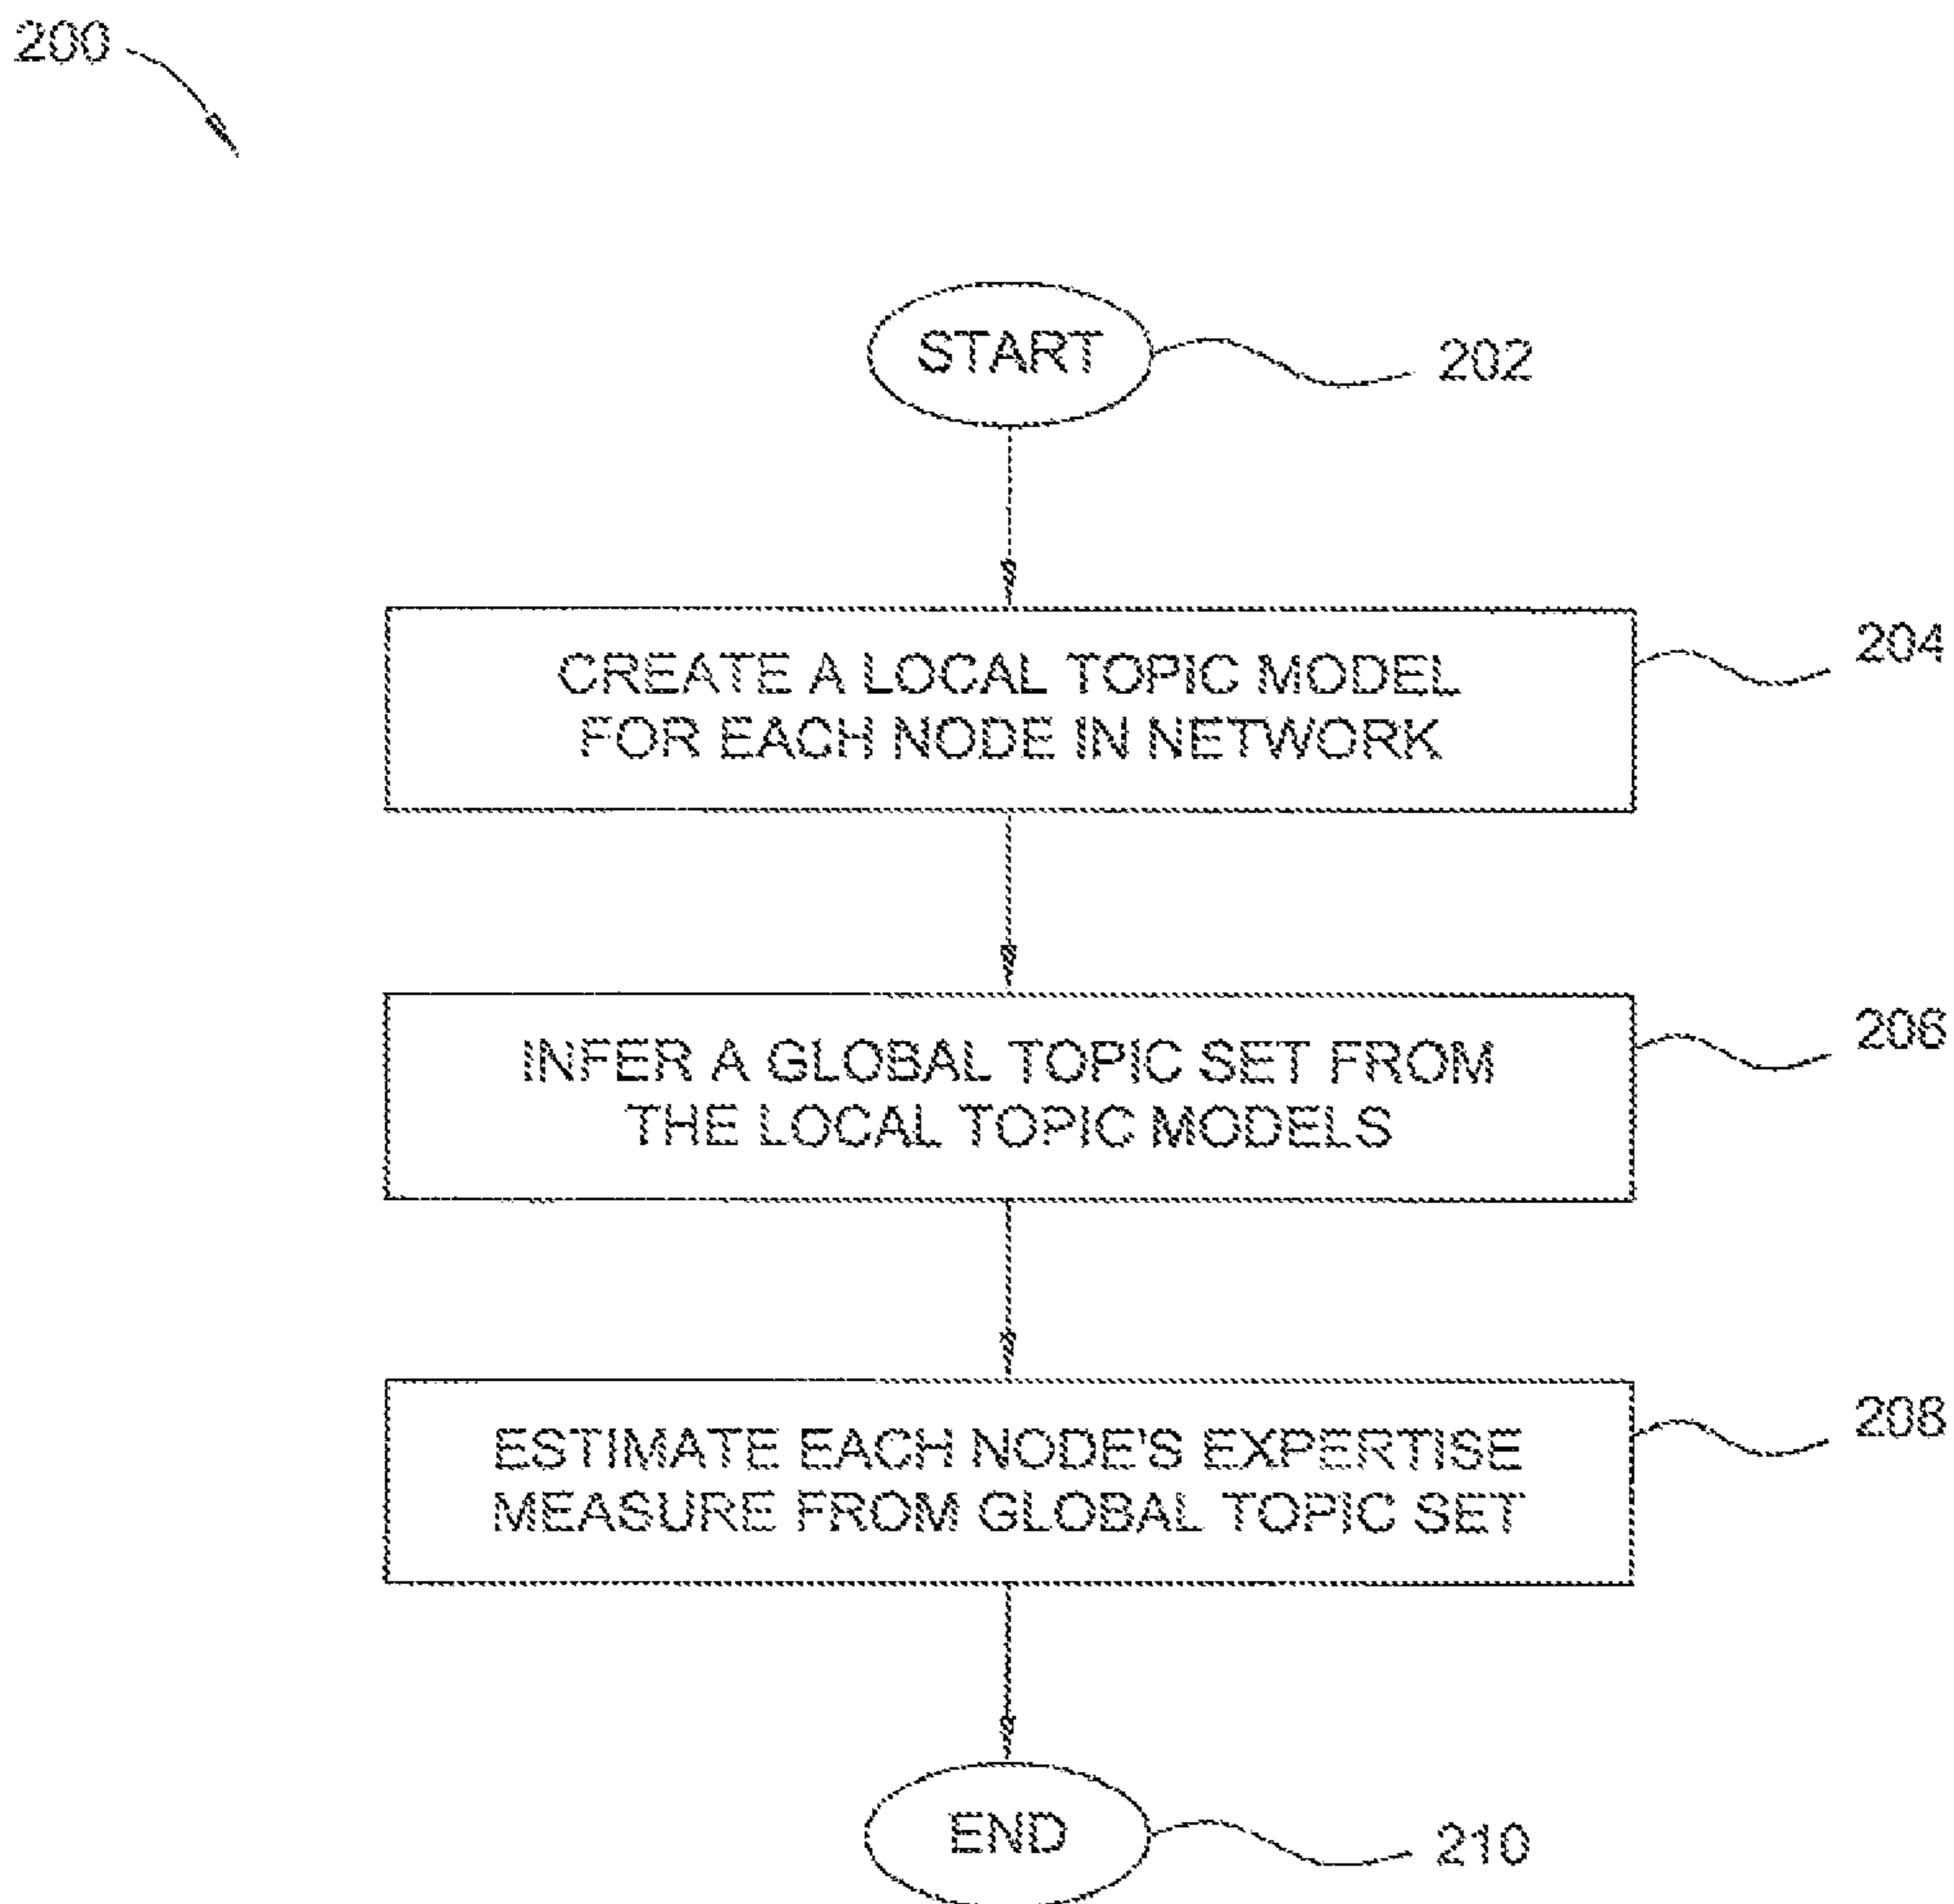 200
START
202
CREATE A LOCAL TOPIC MODEL
FOR EACH NODE IN NETWORK
204
INFER A GLOBAL TOPIC SET FROM
THE LOCAL TOPIC MODELS
206
ESTIMATE EACH NODE'S EXPERTISE
MEASURE FROM GLOBAL TOPIC SET
208
END
210